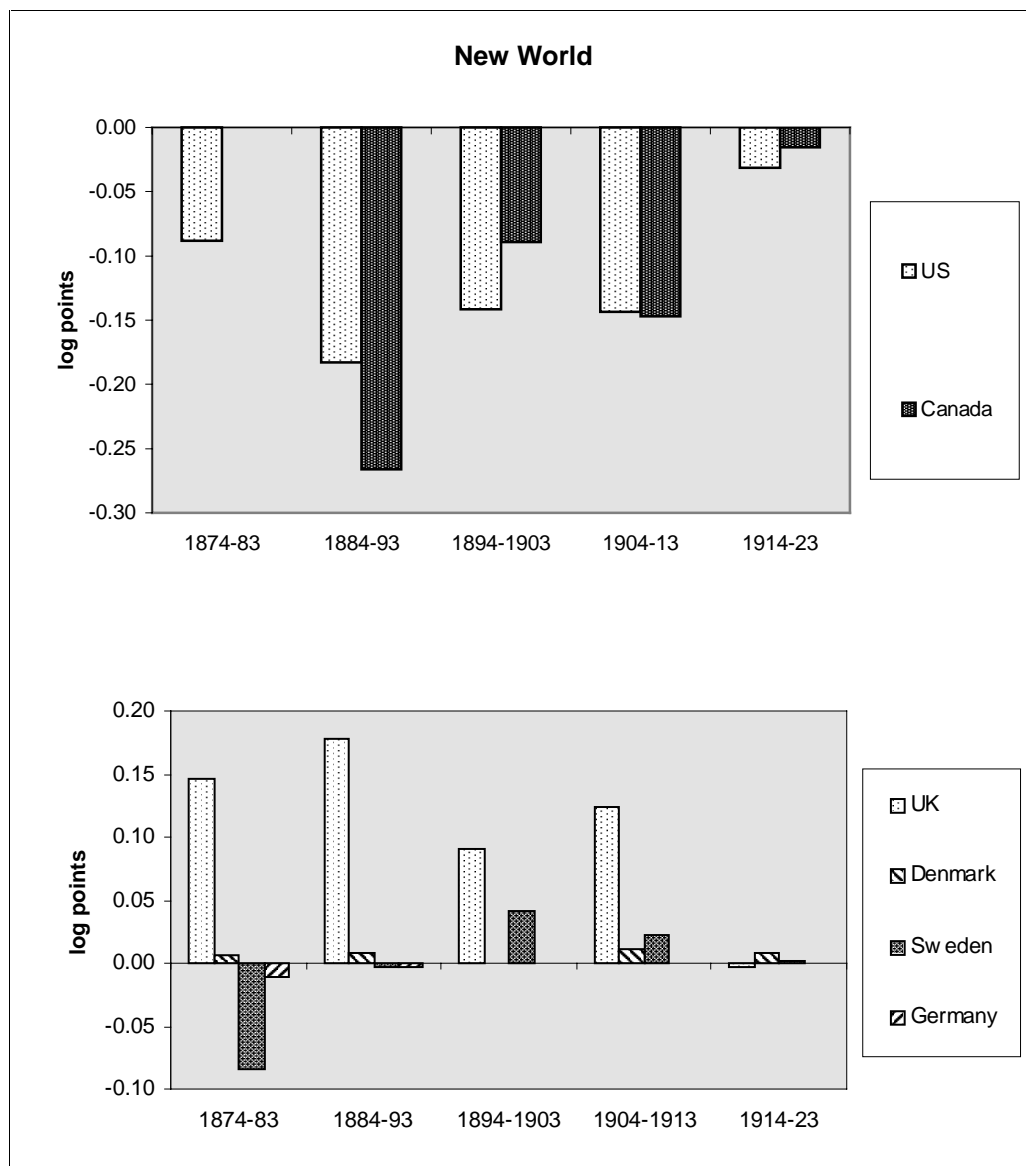 New World
log points
0.00
-0.05
-0.10
-0.15
-0.20
-0.25
-0.30
1874-83 1884-93 1894-1903 1904-13 1914-23
US
Canada
log points
0.20
0.15
0.10
0.05
0.00
-0.05
-0.10
1874-83 1884-93 1894-1903 1904-1913 1914-23
UK
Denmark
Sw eden
Germany